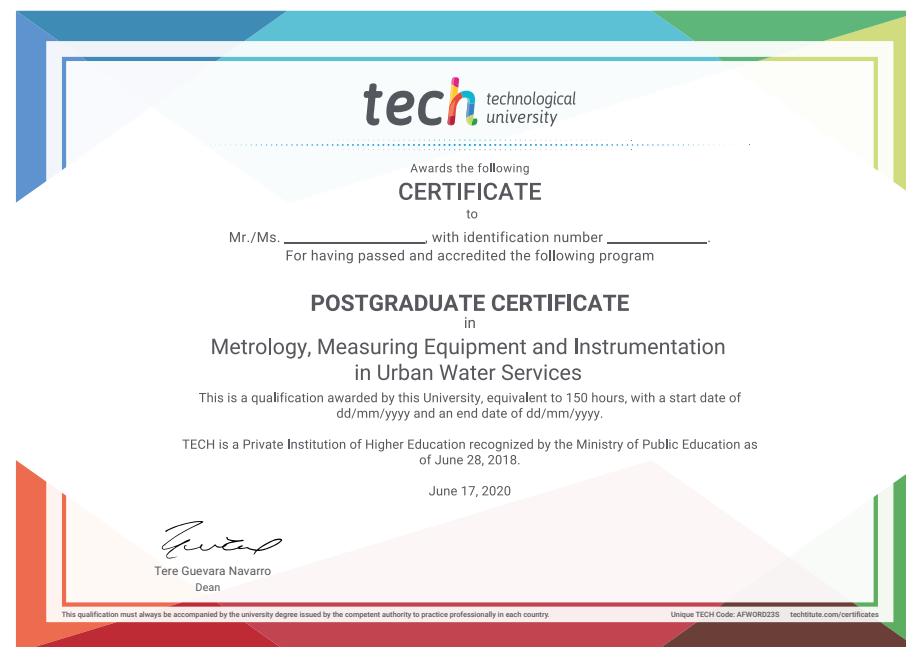 tech technological
university
Awards the following
CERTIFICATE
to
Mr./Ms. ____________________, with identification number ______________.
For having passed and accredited the following program
POSTGRADUATE CERTIFICATE
in
Metrology, Measuring Equipment and Instrumentation
in Urban Water Services
This is a qualification awarded by this University, equivalent to 150 hours, with a start date of
dd/mm/yyyy and an end date of dd/mm/yyyy.
TECH is a Private Institution of Higher Education recognized by the Ministry of Public Education as
of June 28, 2018.
June 17, 2020
Tere Guevara Navarro
Dean
This qualification must always be accompanied by the university degree issued by the competent authority to practice professionally in each country. Unique TECH Code: AFWORD23S techtitute.com/certificates